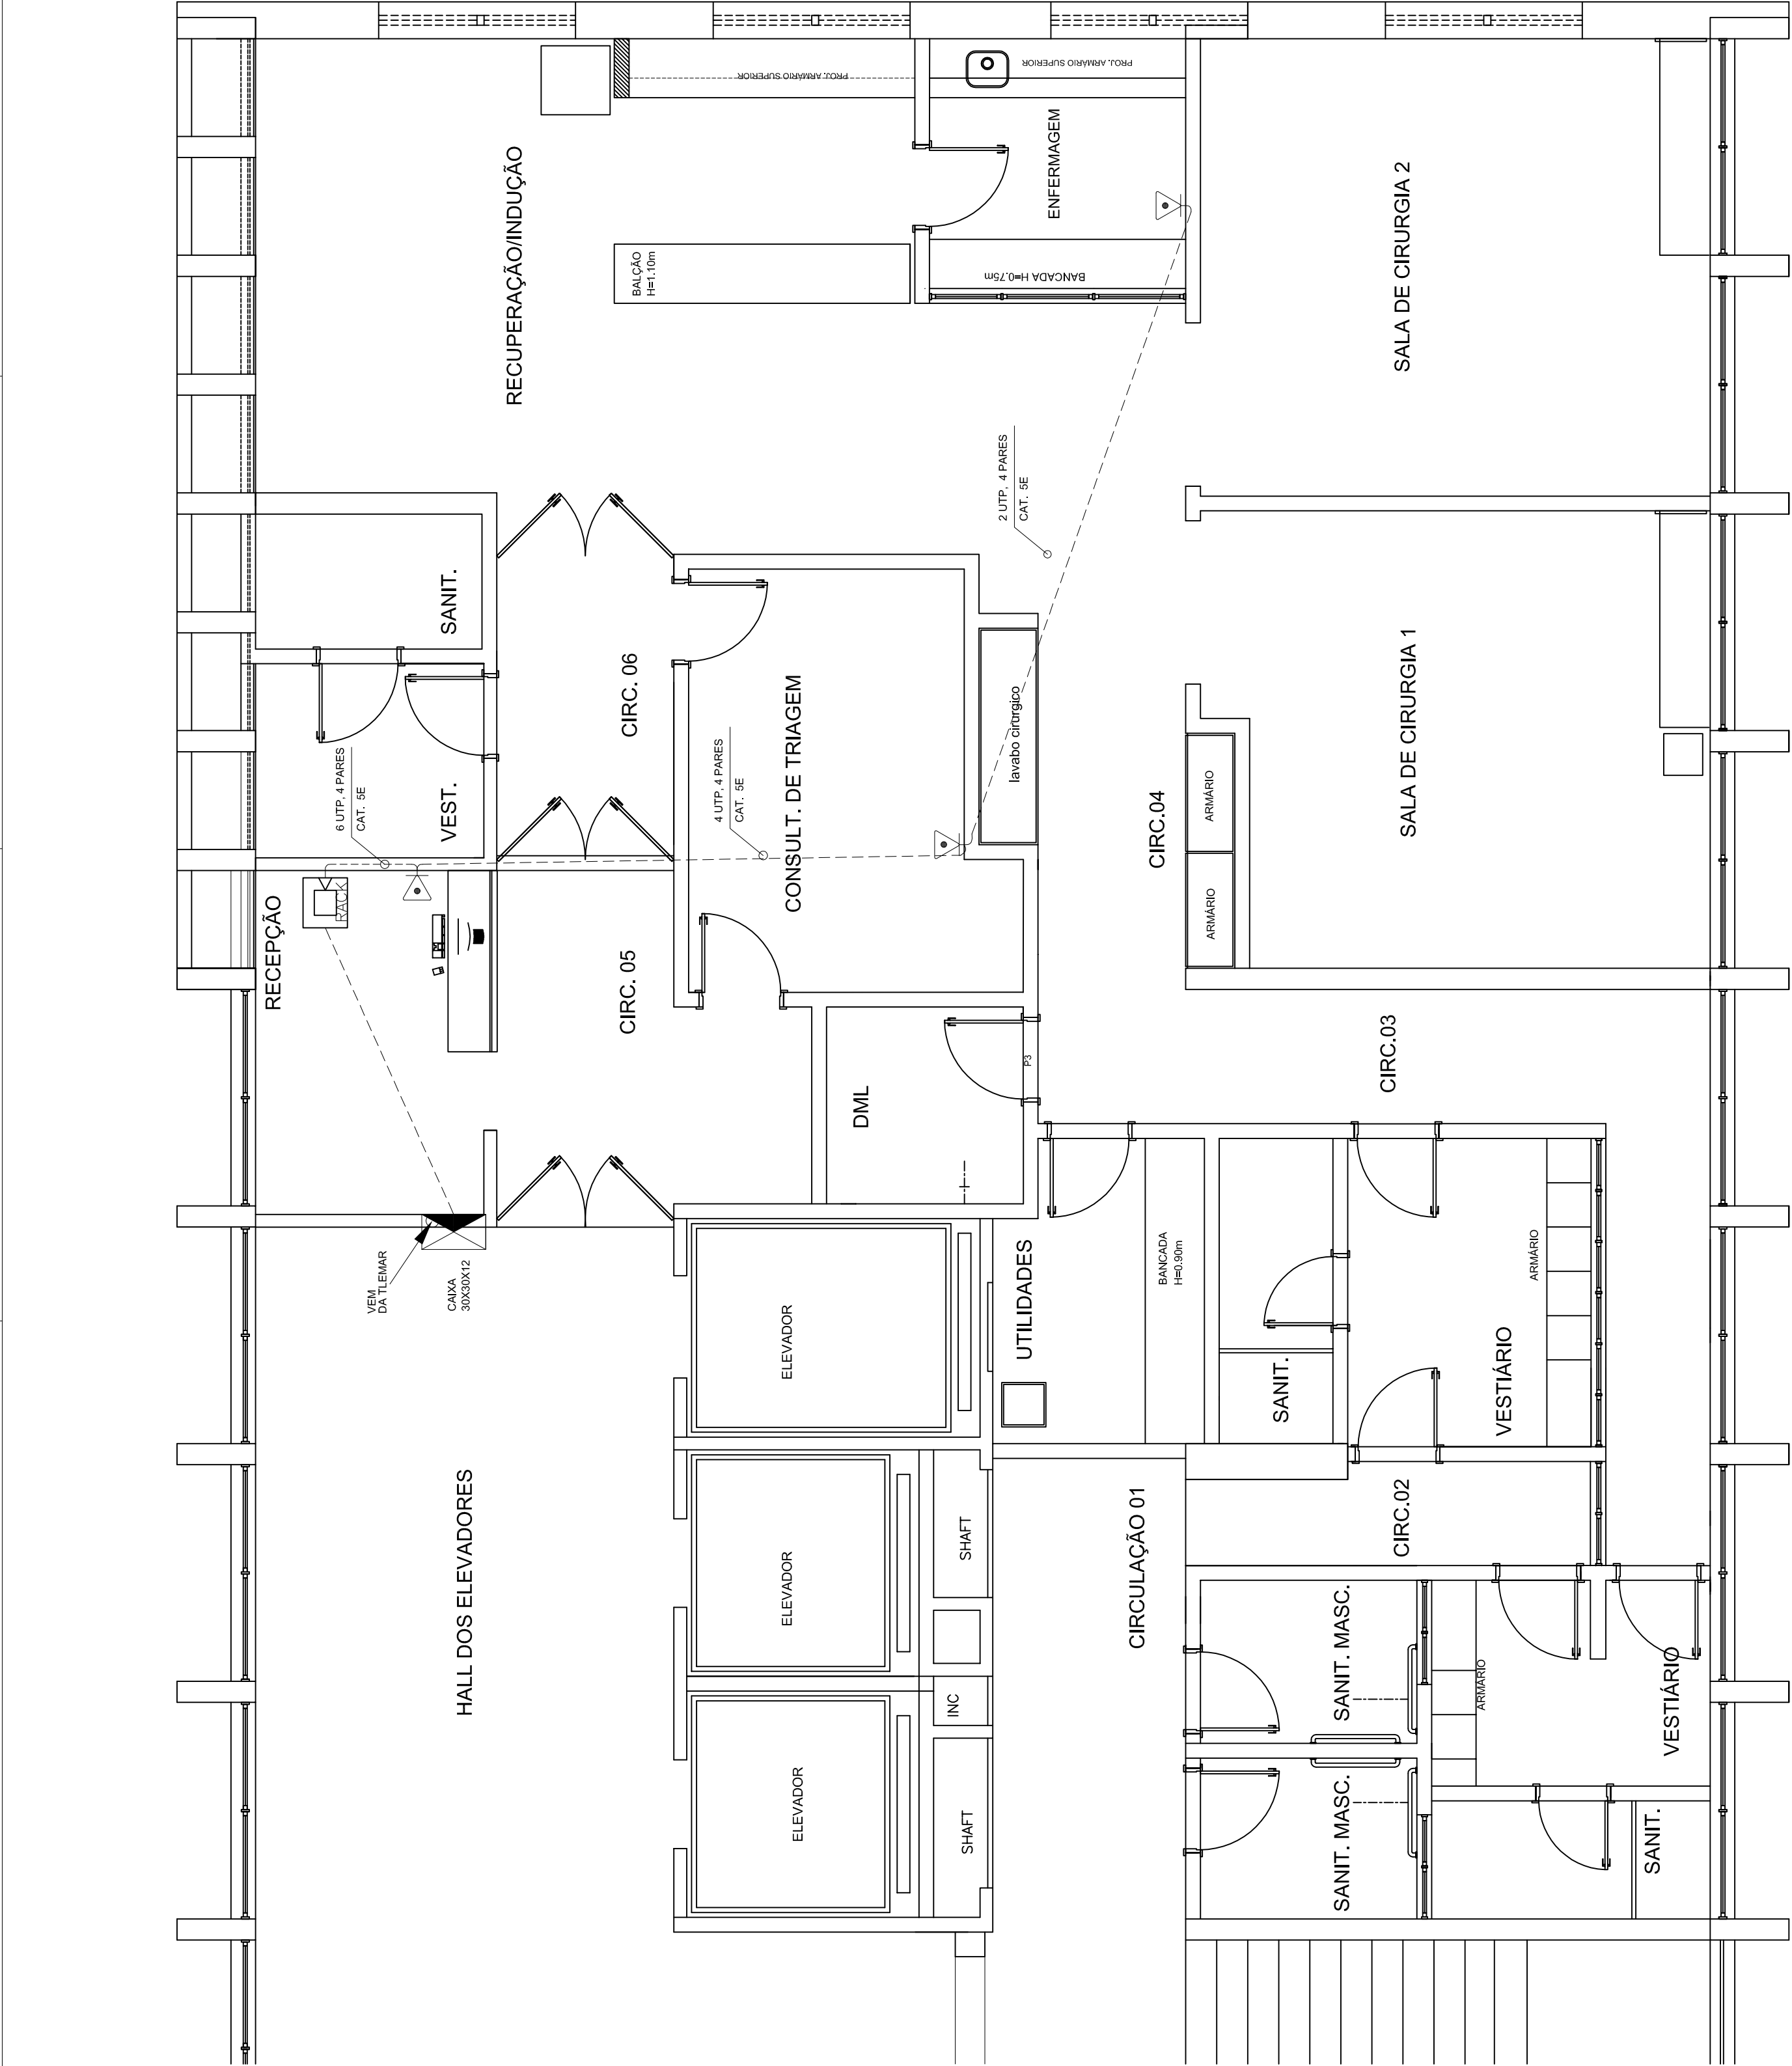 PROJ. ARMÁRIO SUPERIOR
PROJ. ARMÁRIO SUPERIOR
ENFERMAGEM
RECUPERAÇÃO/INDUÇÃO
BALÇÃO
H=1.10m
BANCADA H=0.75m
SALA DE CIRURGIA 2
2 UTP, 4 PARES
CAT. 5E
SANIT.
CIRC. 06
CONSULT. DE TRIAGEM
lavabo cirurgico
SALA DE CIRURGIA 1
6 UTP, 4 PARES
CAT. 5E
VEST.
4 UTP, 4 PARES
CAT. 5E
CIRC.04
ARMÁRIO
ARMÁRIO
RACK
RECEPÇÃO
CIRC. 05
DML
P3
CIRC.03
VEM
DA TLEMAR
CAIXA
30X30X12
ELEVADOR
UTILIDADES
BANCADA
H=0.90m
SANIT.
ARMÁRIO
VESTIÁRIO
HALL DOS ELEVADORES
ELEVADOR
SHAFT
CIRCULAÇÃO 01
CIRC.02
SANIT. MASC.
ARMÁRIO
VESTIÁRIO
INC
ELEVADOR
SHAFT
SANIT. MASC.
SANIT.